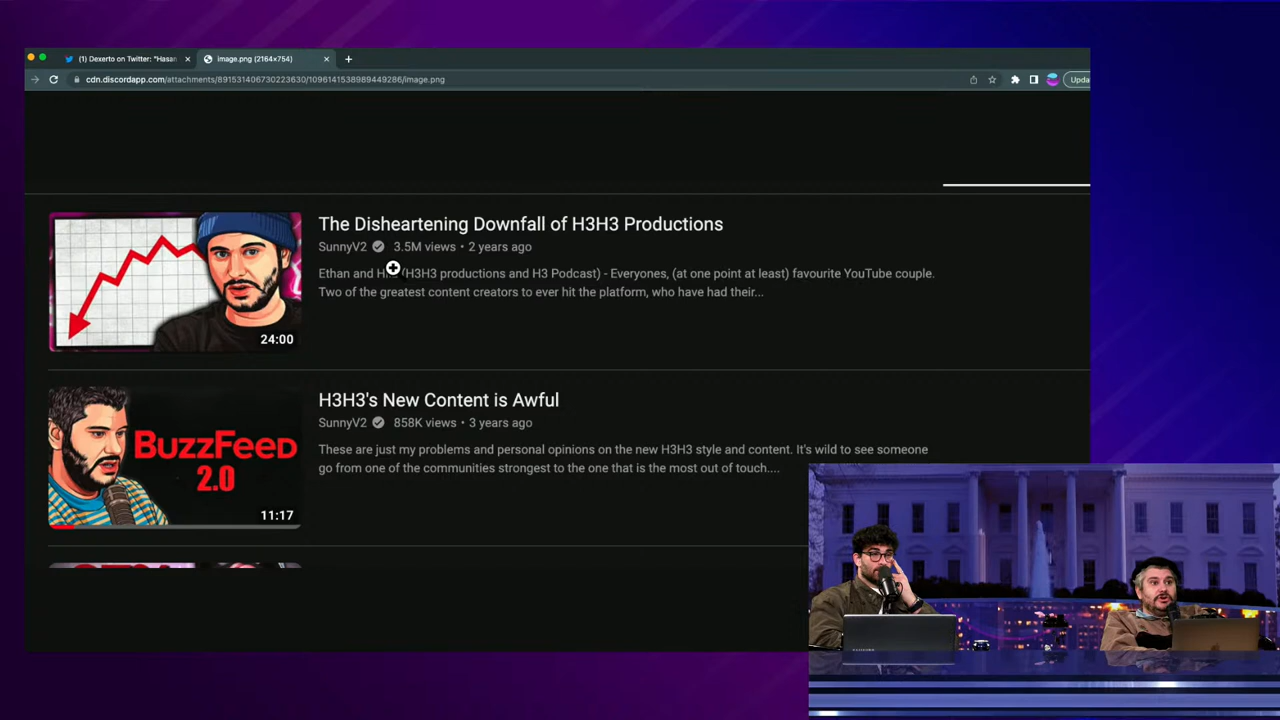 (1) Dexerto on Twitter: "Hasan
image.png (2164×754)
cdn.discordapp.com/attachments/891531406730223630/1096141538989449286/image.png
Upda
The Disheartening Downfall of H3H3 Productions
SunnyV2 3.5M views • 2 years ago
Ethan and H (H3H3 productions and H3 Podcast) - Everyones, (at one point at least) favourite YouTube couple.
Two of the greatest content creators to ever hit the platform, who have had their...
24:00
H3H3's New Content is Awful
SunnyV2 858K views • 3 years ago
These are just my problems and personal opinions on the new H3H3 style and content. It's wild to see someone
go from one of the communities strongest to the one that is the most out of touch....
BuzzFeed
2.0
11:17